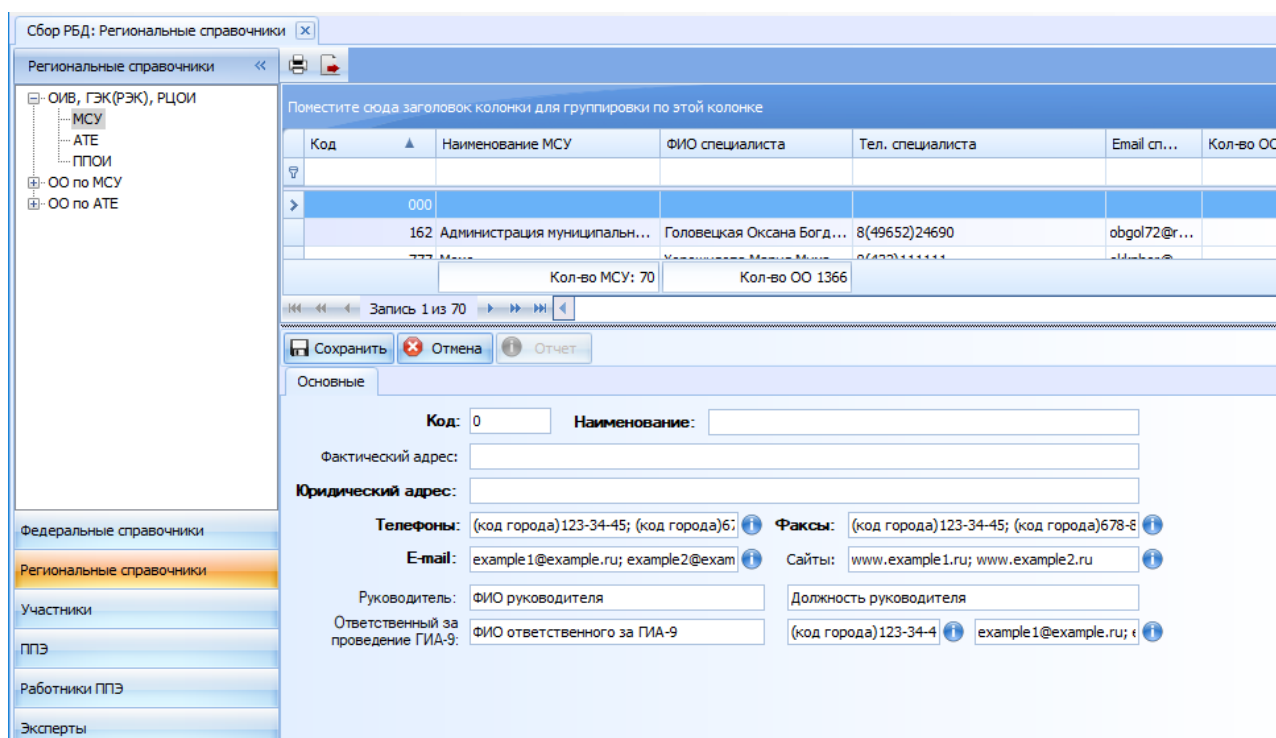 Сбор РБД: Региональные справочники
Региональные справочники
ОИВ, ГЭК(РЭК), РЦОИ
МСУ
АТЕ
ППОИ
ОО по МСУ
ОО по АТЕ
Федеральные справочники
Региональные справочники
Участники
ППЭ
Работники ППЭ
Эксперты
Поместите сюда заголовок колонки для группировки по этой колонке
Код Наименование МСУ ФИО специалиста Тел. специалиста Email сп... Кол-во ОО
000
162 Администрация муниципальн... Головецкая Оксана Богд... 8(49652)24690 obgol72@r...
Кол-во МСУ: 70 Кол-во ОО 1366
Запись 1 из 70
Сохранить Отмена Отчет
Основные
Код: 0 Наименование:
Фактический адрес:
Юридический адрес:
Телефоны: (код города)123-34-45; (код города)67 Факсы: (код города)123-34-45; (код города)678-8
E-mail: example1@example.ru; example2@exam Сайты: www.example1.ru; www.example2.ru
Руководитель: ФИО руководителя Должность руководителя
Ответственный за
проведение ГИА-9: ФИО ответственного за ГИА-9 (код города)123-34-4 example1@example.ru; e